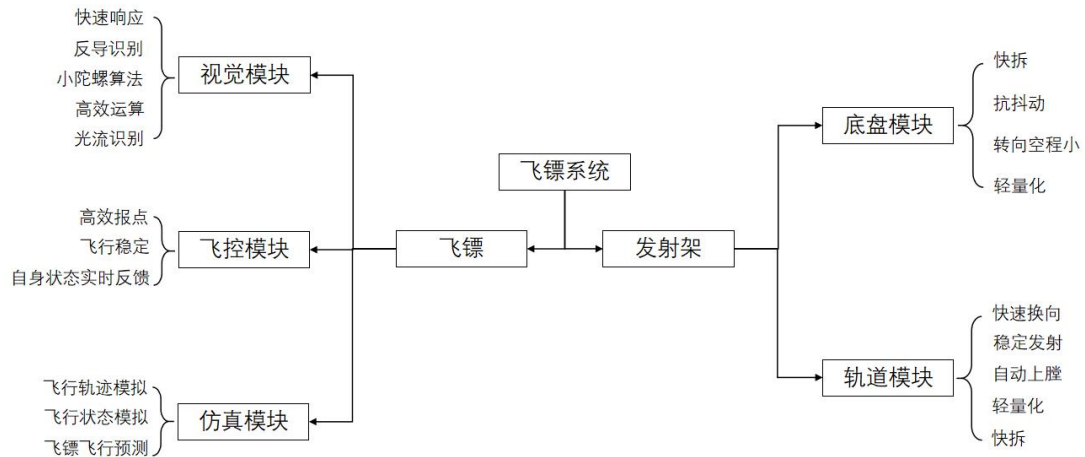 飞镖系统
飞镖
发射架
视觉模块
快速响应
反导识别
小陀螺算法
高效运算
光流识别
飞控模块
高效报点
飞行稳定
自身状态实时反馈
仿真模块
飞行轨迹模拟
飞行状态模拟
飞镖飞行预测
底盘模块
快拆
抗抖动
转向空程小
轻量化
轨道模块
快速换向
稳定发射
自动上膛
轻量化
快拆